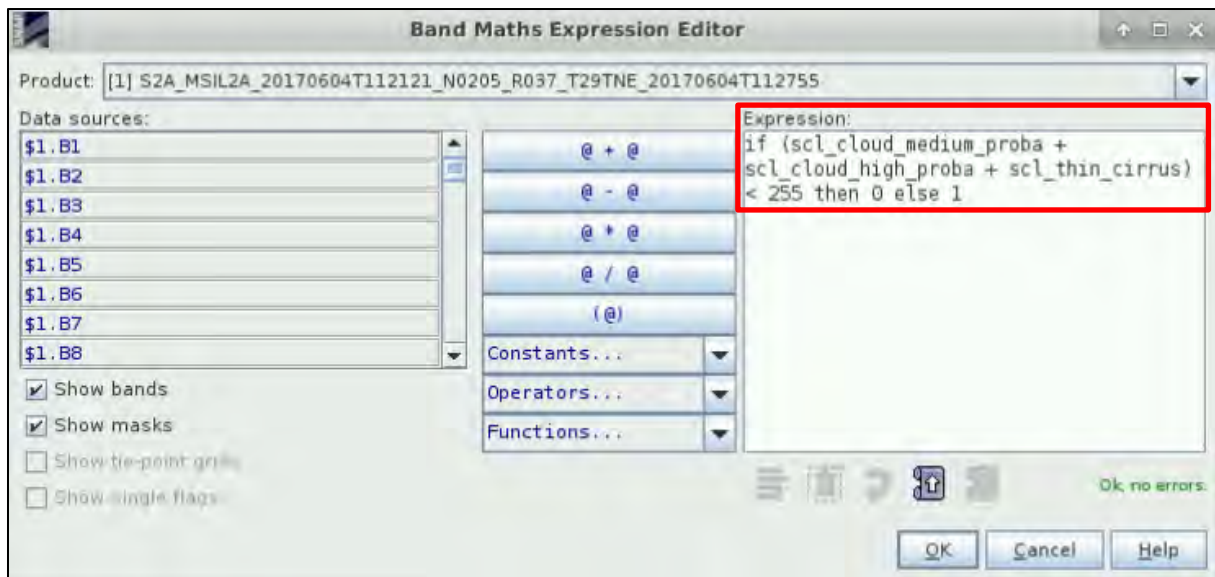 Band Maths Expression Editor
Product: [1] S2A_MSIL2A_20170604T112121_N0205_R037_T29TNE_20170604T112755
Data sources:
$1.B1
$1.B2
$1.B3
$1.B4
$1.B5
$1.B6
$1.B7
$1.B8
Show bands
Show masks
Show tie-point grids
Show single flags
@ + @
@ - @
@ * @
@ / @
(@)
Constants...
Operators...
Functions...
Expression:
if (scl_cloud_medium_proba +
scl_cloud_high_proba + scl_thin_cirrus)
< 255 then 0 else 1
Ok, no errors.
OK
Cancel
Help